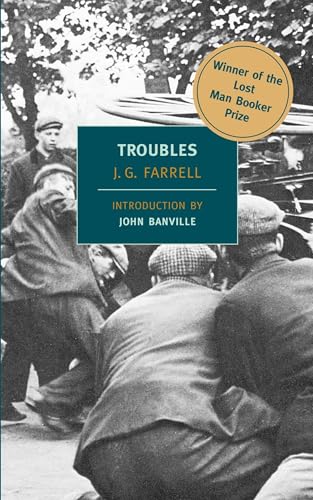 Winner of the
Lost
Man Booker
Prize
TROUBLES
J. G. FARRELL
INTRODUCTION BY
JOHN BANVILLE